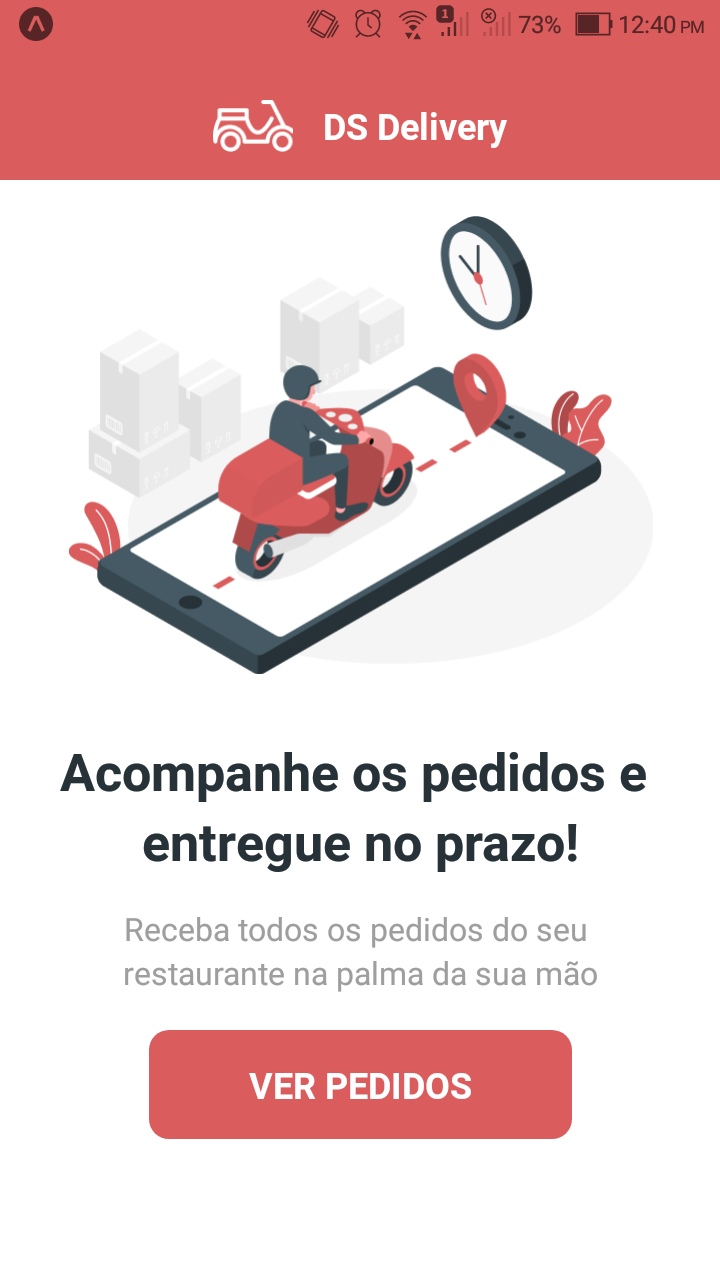 1 73% 12:40 PM
DS Delivery
Acompanhe os pedidos e
entregue no prazo!
Receba todos os pedidos do seu
restaurante na palma da sua mão
VER PEDIDOS